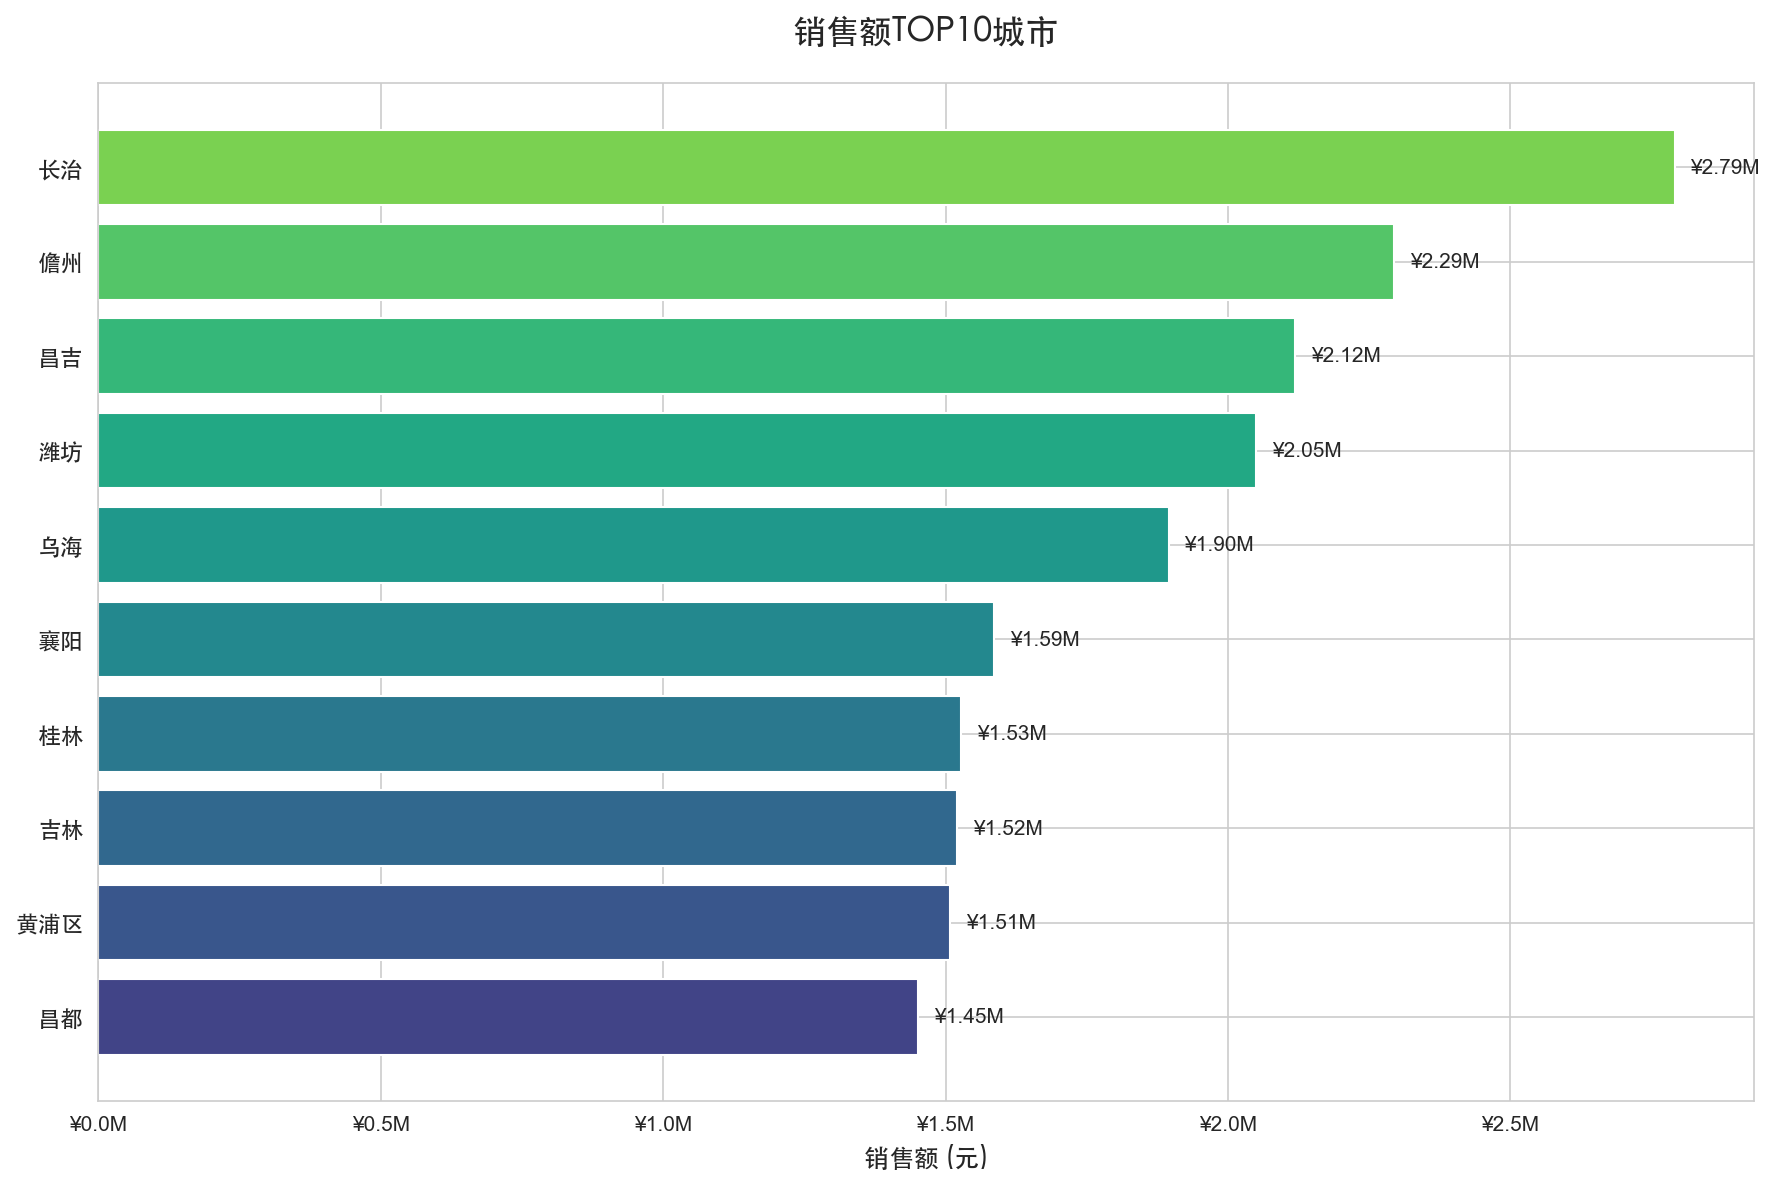 销售额TOP10城市
长治 ¥2.79M
儋州 ¥2.29M
昌吉 ¥2.12M
潍坊 ¥2.05M
乌海 ¥1.90M
襄阳 ¥1.59M
桂林 ¥1.53M
吉林 ¥1.52M
黄浦区 ¥1.51M
昌都 ¥1.45M
¥0.0M ¥0.5M ¥1.0M ¥1.5M ¥2.0M ¥2.5M
销售额 (元)